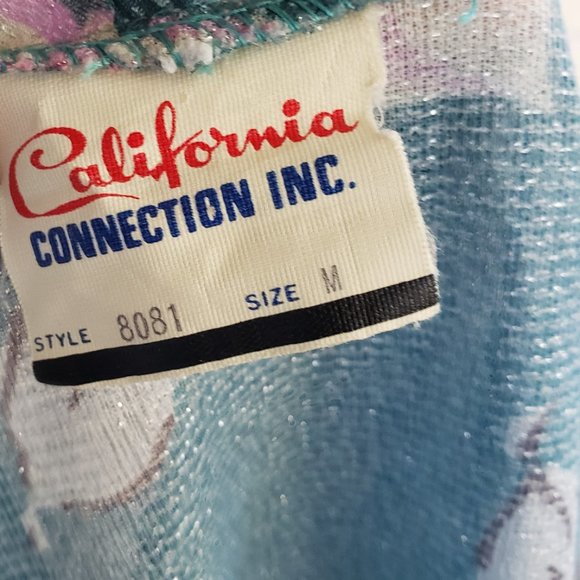 California
CONNECTION INC.
STYLE 8081 SIZE M